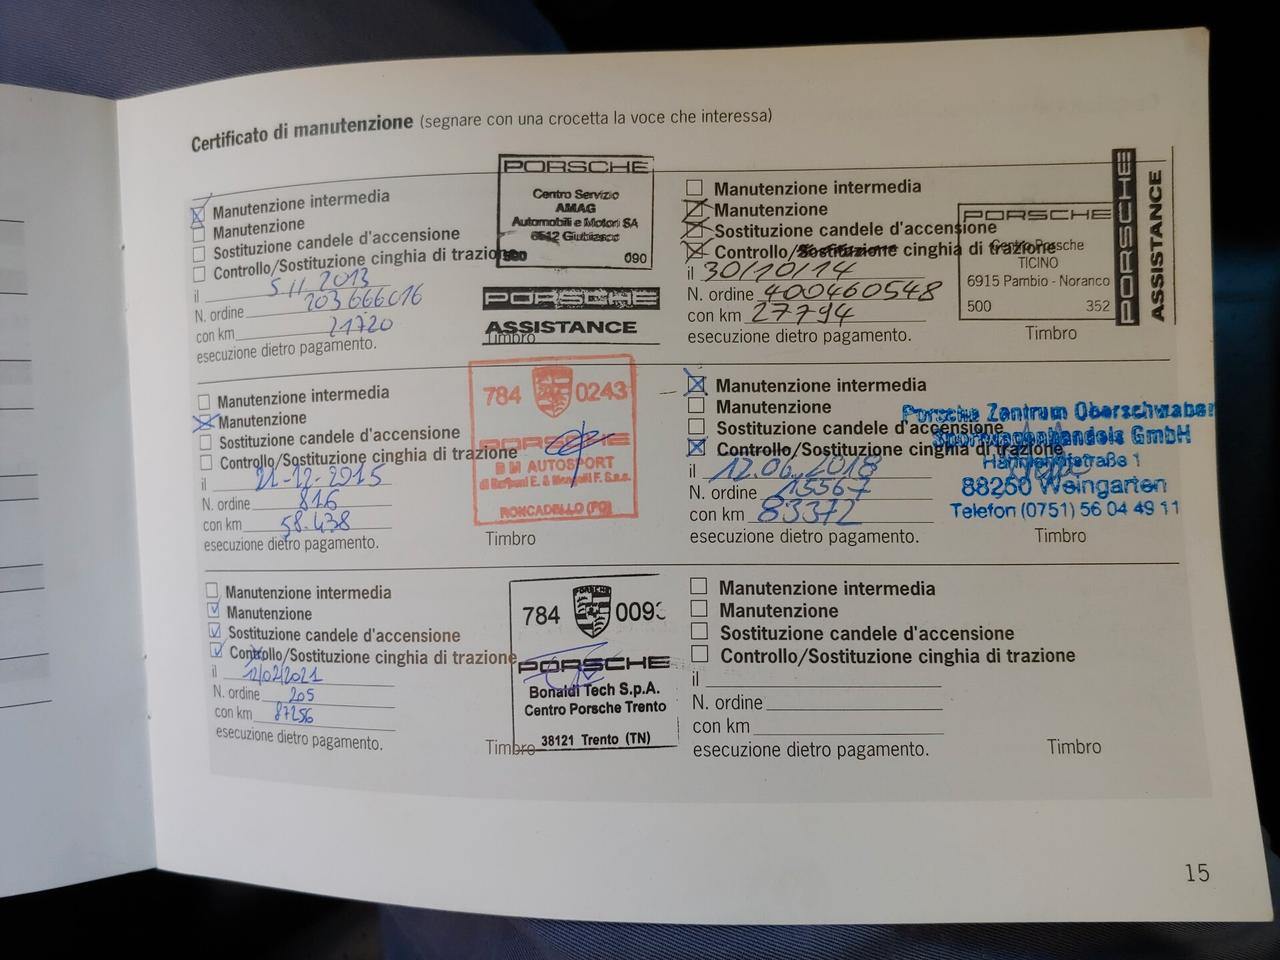 Certificato di manutenzione (segnare con una crocetta la voce che interessa)
Manutenzione intermedia
Manutenzione
Sostituzione candele d'accensione
Controllo/Sostituzione cinghia di trazione
il 5 11 2013
N. ordine 203 666016
con km 21720
esecuzione dietro pagamento.
Timbro
PORSCHE
Centro Servizio
AMAG
Automobili e Motori SA
6512 Giubiasco
500 090
PORSCHE
ASSISTANCE
Manutenzione intermedia
Manutenzione
Sostituzione candele d'accensione
Controllo/Sostituzione cinghia di trazione
il 30/10/14
N. ordine 400460548
con km 27794
esecuzione dietro pagamento.
Timbro
PORSCHE
Centro Porsche
TICINO
6915 Pambio - Noranco
500 352
PORSCHE
ASSISTANCE
Manutenzione intermedia
Manutenzione
Sostituzione candele d'accensione
Controllo/Sostituzione cinghia di trazione
il 21-12-2015
N. ordine 816
con km 58.438
esecuzione dietro pagamento.
Timbro
784 0243
PORSCHE
B M AUTOSPORT
RONCADELLO (FO)
Manutenzione intermedia
Manutenzione
Sostituzione candele d'accensione
Controllo/Sostituzione cinghia di trazione
il 12.06.2018
N. ordine 15567
con km 83372
esecuzione dietro pagamento.
Timbro
Porsche Zentrum Oberschwaben
Sportwagenhandels GmbH
88250 Weingarten
Telefon (0751) 56 04 49 11
Manutenzione intermedia
Manutenzione
Sostituzione candele d'accensione
Controllo/Sostituzione cinghia di trazione
il 12/02/2021
N. ordine 205
con km 87256
esecuzione dietro pagamento.
Timbro
PORSCHE
784 0093
PORSCHE
Bonaldi Tech S.p.A.
Centro Porsche Trento
38121 Trento (TN)
Manutenzione intermedia
Manutenzione
Sostituzione candele d'accensione
Controllo/Sostituzione cinghia di trazione
il
N. ordine
con km
esecuzione dietro pagamento.
Timbro
15